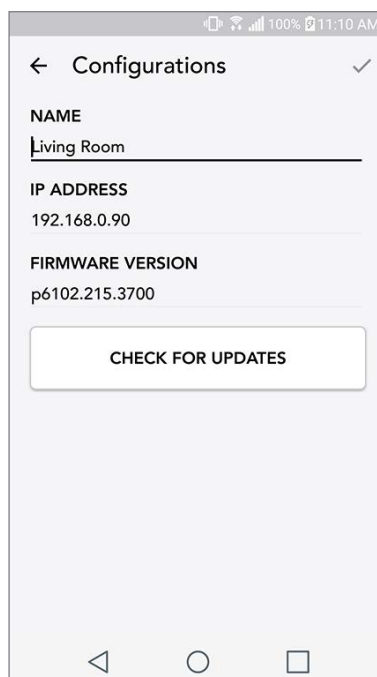 100% 11:10 AM
Configurations
NAME
Living Room
IP ADDRESS
192.168.0.90
FIRMWARE VERSION
p6102.215.3700
CHECK FOR UPDATES